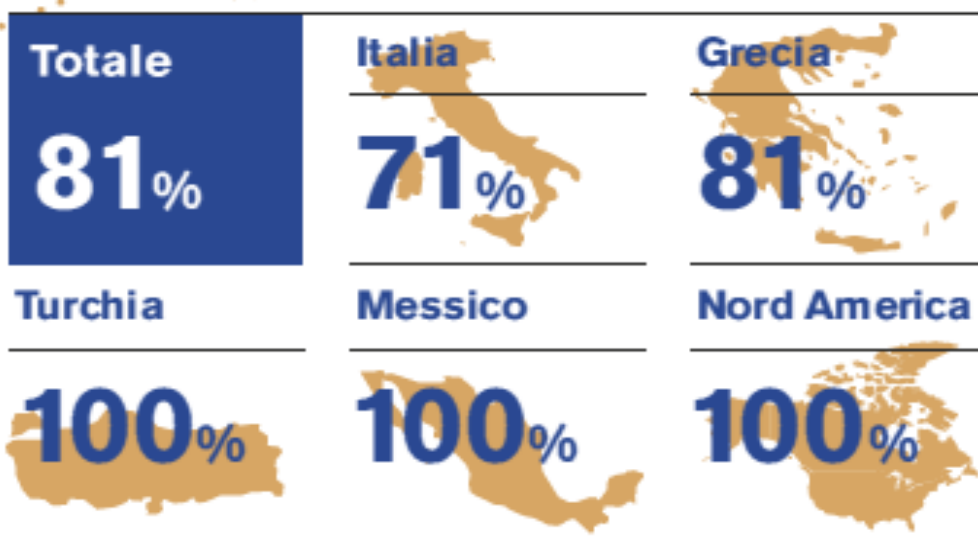 Totale
81%
Italia
71%
Grecia
81%
Turchia
100%
Messico
100%
Nord America
100%